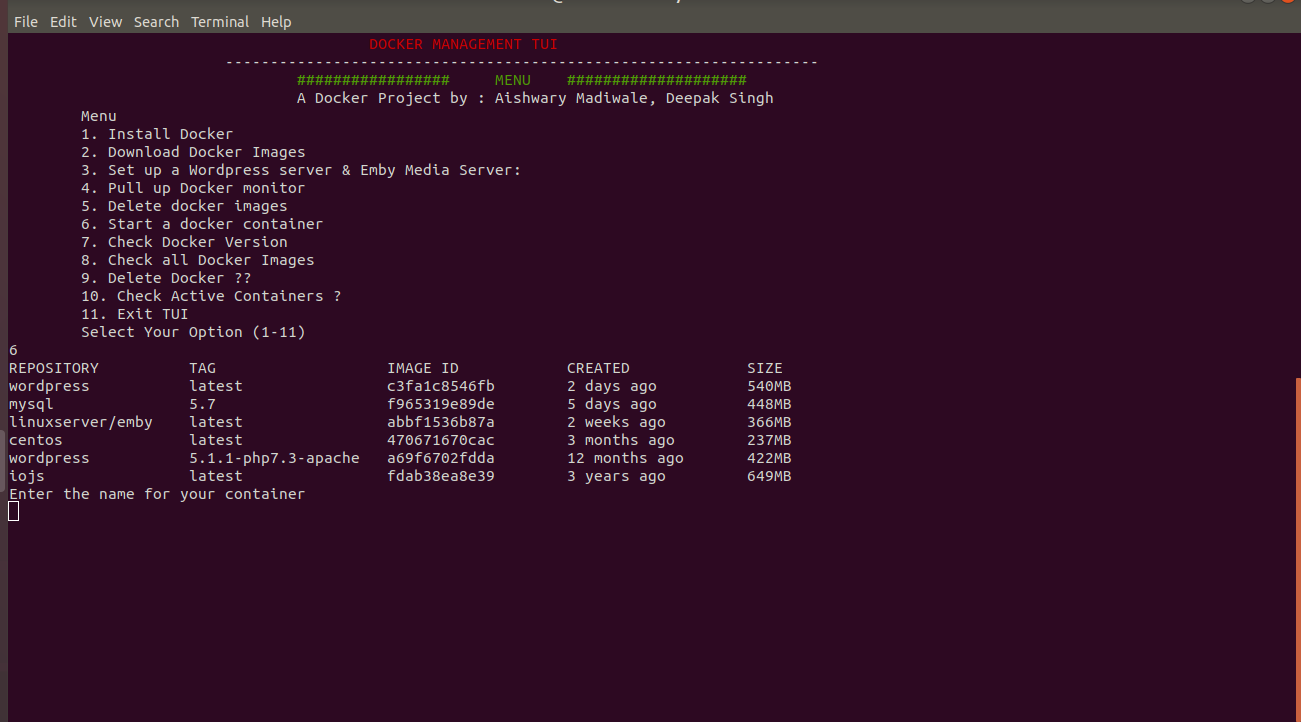 File Edit View Search Terminal Help
DOCKER MANAGEMENT TUI
------------------------------------------------------------------
################# MENU ####################
A Docker Project by : Aishwary Madiwale, Deepak Singh
Menu
1. Install Docker
2. Download Docker Images
3. Set up a Wordpress server & Emby Media Server:
4. Pull up Docker monitor
5. Delete docker images
6. Start a docker container
7. Check Docker Version
8. Check all Docker Images
9. Delete Docker ??
10. Check Active Containers ?
11. Exit TUI
Select Your Option (1-11)
6
REPOSITORY TAG IMAGE ID CREATED SIZE
wordpress latest c3fa1c8546fb 2 days ago 540MB
mysql 5.7 f965319e89de 5 days ago 448MB
linuxserver/emby latest abbf1536b87a 2 weeks ago 366MB
centos latest 470671670cac 3 months ago 237MB
wordpress 5.1.1-php7.3-apache a69f6702fdda 12 months ago 422MB
iojs latest fdab38ea8e39 3 years ago 649MB
Enter the name for your container